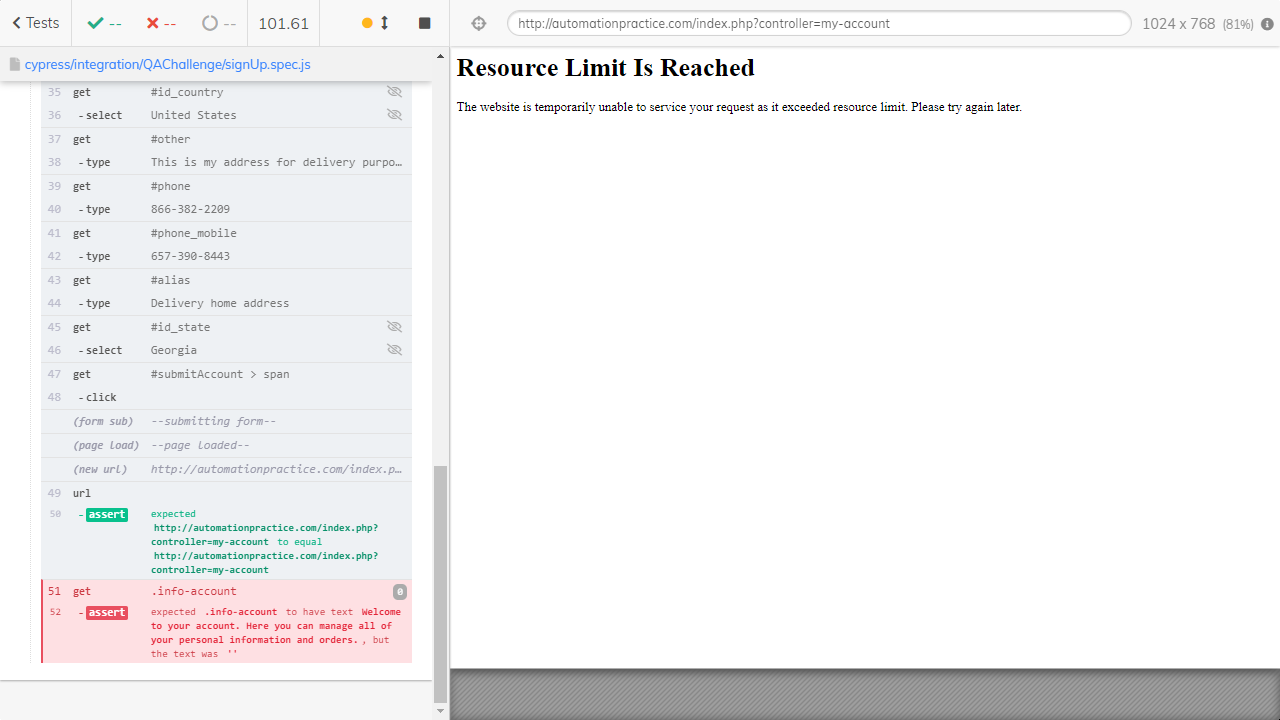 Tests
--
--
--
101.61
http://automationpractice.com/index.php?controller=my-account
1024 x 768 (81%)
cypress/integration/QAChallenge/signUp.spec.js
35 get #id_country
36 -select United States
37 get #other
38 -type This is my address for delivery purpo…
39 get #phone
40 -type 866-382-2209
41 get #phone_mobile
42 -type 657-390-8443
43 get #alias
44 -type Delivery home address
45 get #id_state
46 -select Georgia
47 get #submitAccount > span
48 -click
(form sub) --submitting form--
(page load) --page loaded--
(new url) http://automationpractice.com/index.p…
49 url
50 -assert expected
http://automationpractice.com/index.php?
controller=my-account to equal
http://automationpractice.com/index.php?
controller=my-account
51 get .info-account 0
52 -assert expected .info-account to have text Welcome
to your account. Here you can manage all of
your personal information and orders. , but
the text was ''
Resource Limit Is Reached
The website is temporarily unable to service your request as it exceeded resource limit. Please try again later.